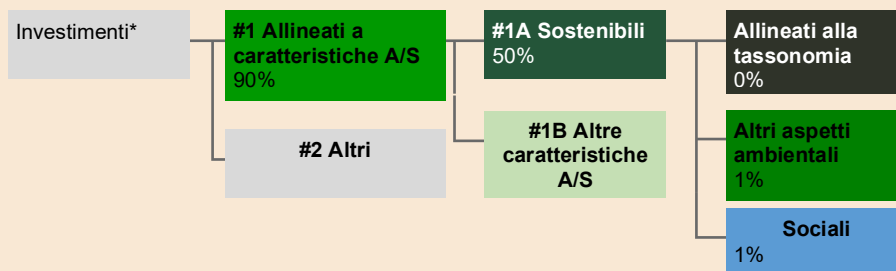 Investimenti*
#1 Allineati a
caratteristiche A/S
90%
#2 Altri
#1A Sostenibili
50%
#1B Altre
caratteristiche
A/S
Allineati alla
tassonomia
0%
Altri aspetti
ambientali
1%
Sociali
1%